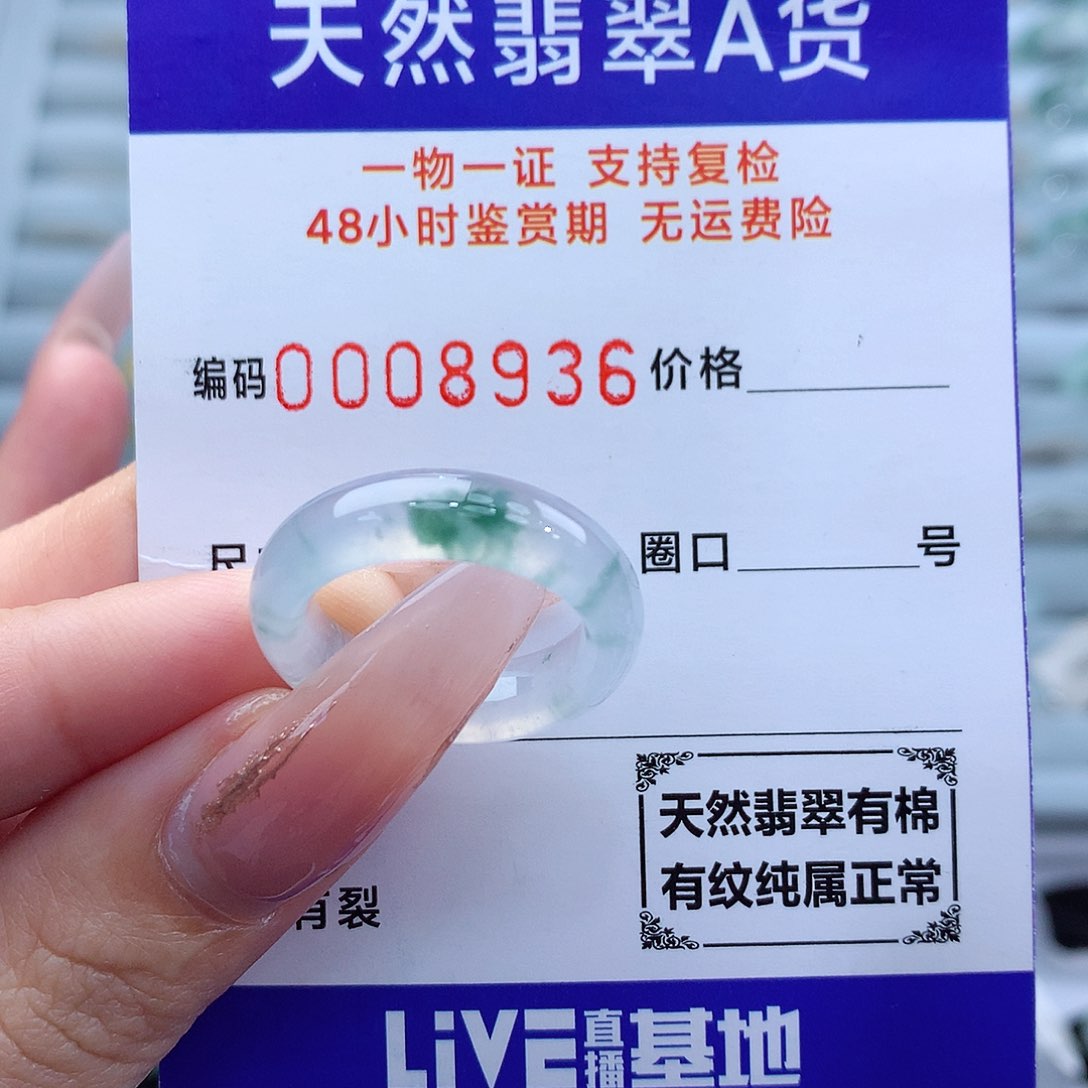 天然翡翠A货
一物一证 支持复检
48小时鉴赏期 无运费险
编码0008936 价格
尺 圈口 号
天然翡翠有棉
有纹纯属正常
有裂
LiVE直播基地